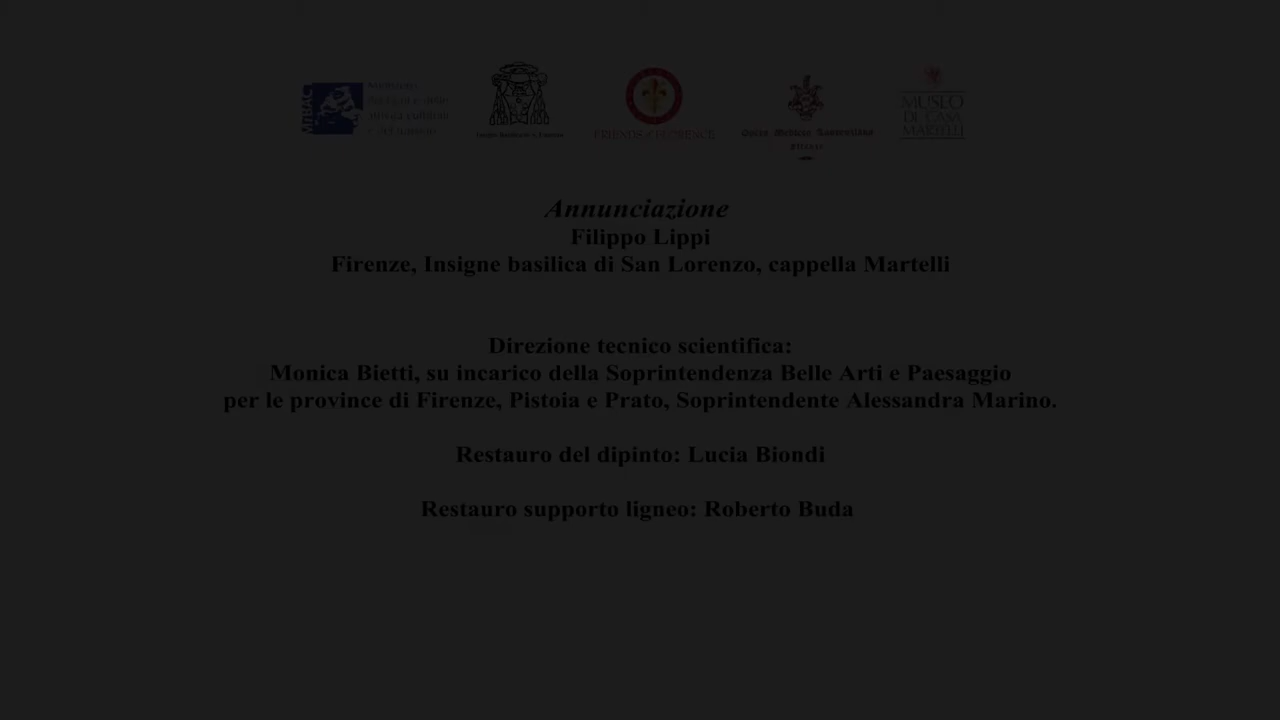 MiBAC
FRIENDS of FLORENCE
MUSEO
DI CASA
MARTELLI
Annunciazione
Filippo Lippi
Firenze, Insigne basilica di San Lorenzo, cappella Martelli
Direzione tecnico scientifica:
Monica Bietti, su incarico della Soprintendenza Belle Arti e Paesaggio
per le province di Firenze, Pistoia e Prato, Soprintendente Alessandra Marino.
Restauro del dipinto: Lucia Biondi
Restauro supporto ligneo: Roberto Buda